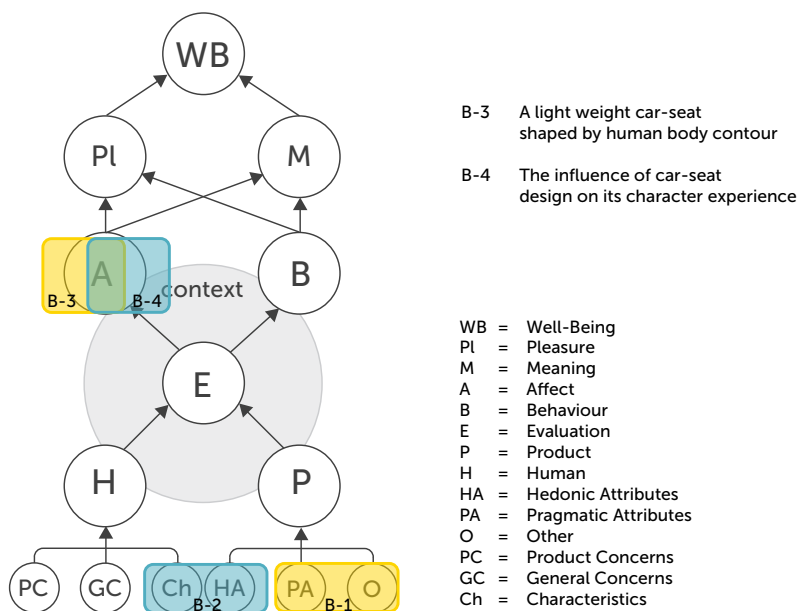 WB
Pl
M
B-3 A light weight car-seat
shaped by human body contour
B-4 The influence of car-seat
design on its character experience
A
B
B-3
B-4
context
E
H
P
PC
GC
Ch
HA
PA
O
B-2
B-1
WB = Well-Being
Pl = Pleasure
M = Meaning
A = Affect
B = Behaviour
E = Evaluation
P = Product
H = Human
HA = Hedonic Attributes
PA = Pragmatic Attributes
O = Other
PC = Product Concerns
GC = General Concerns
Ch = Characteristics